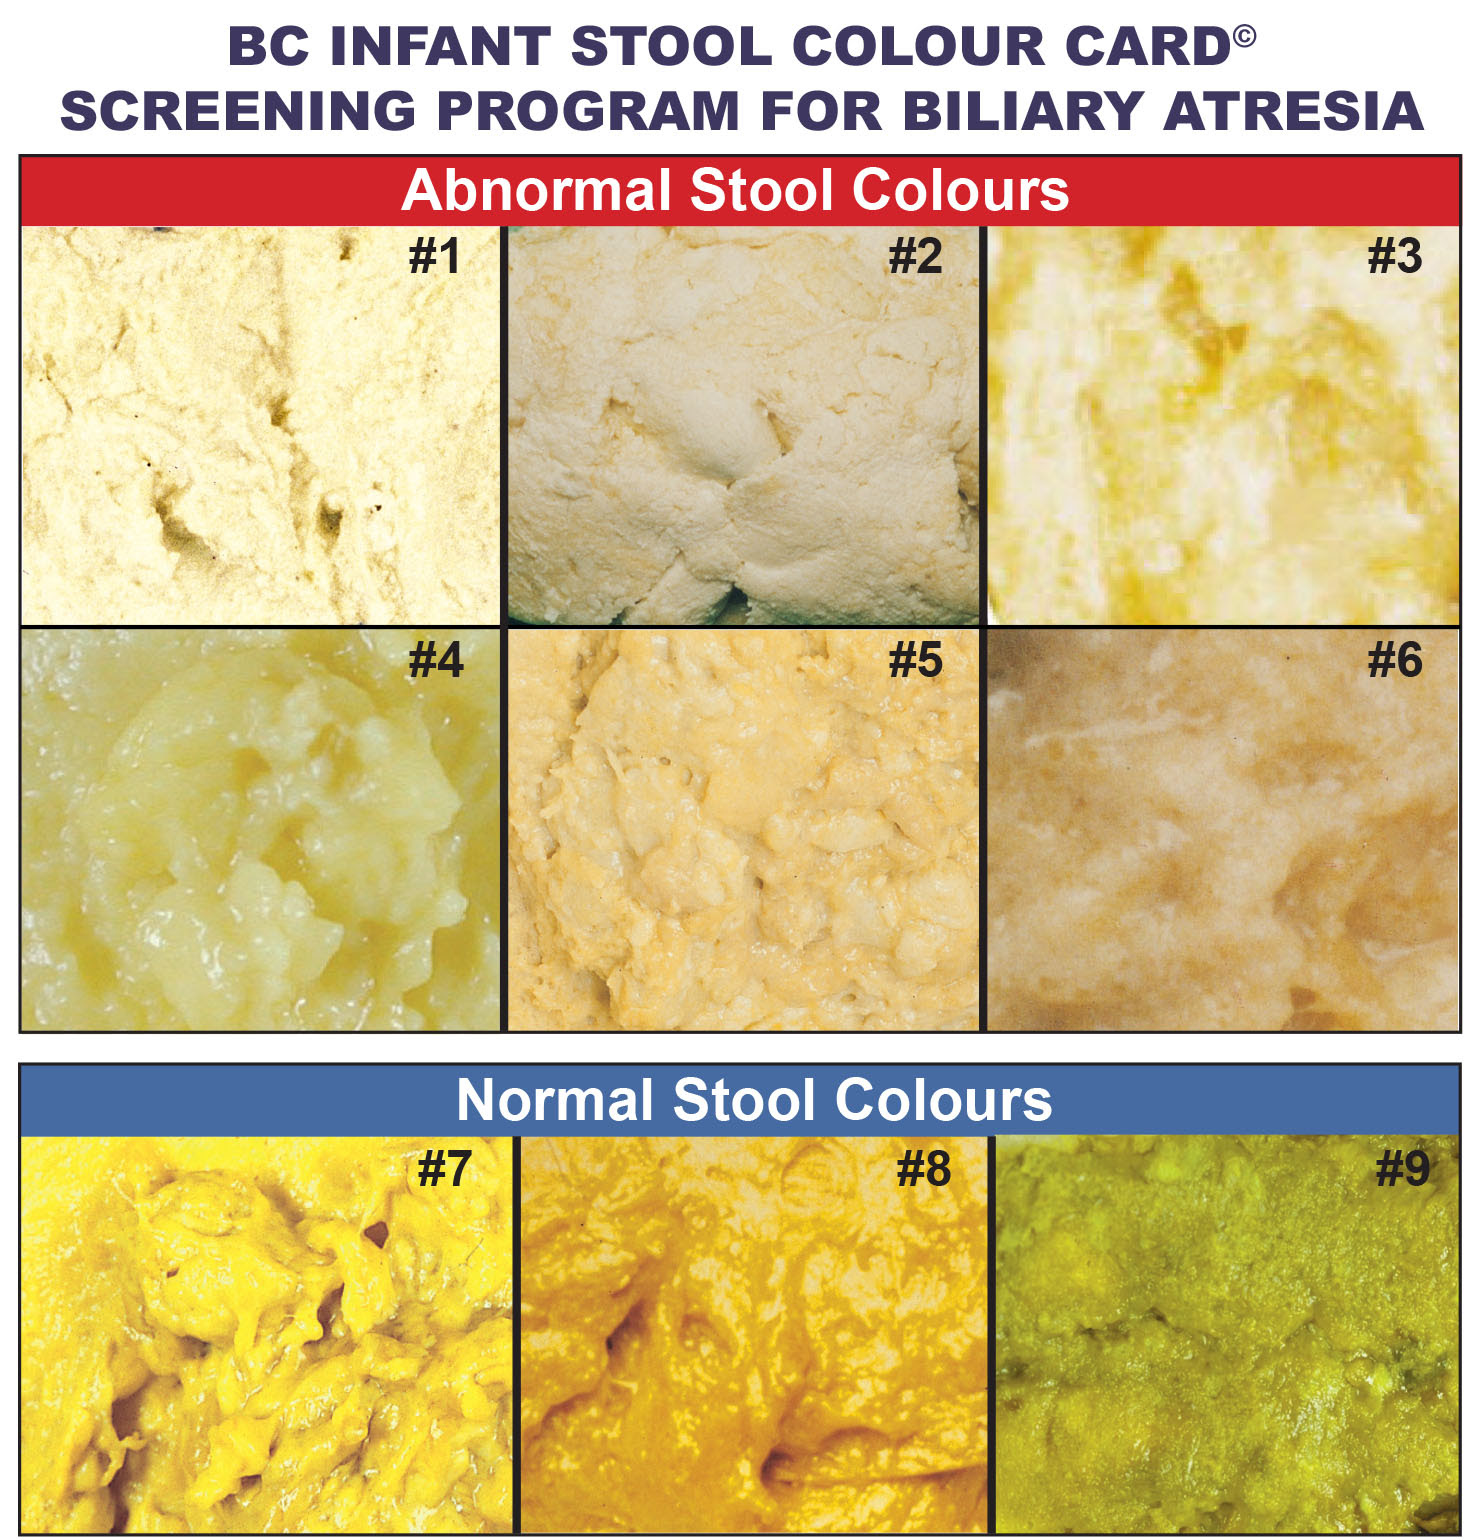 BC INFANT STOOL COLOUR CARD©
SCREENING PROGRAM FOR BILIARY ATRESIA
Abnormal Stool Colours
#1 #2 #3
#4 #5 #6
Normal Stool Colours
#7 #8 #9